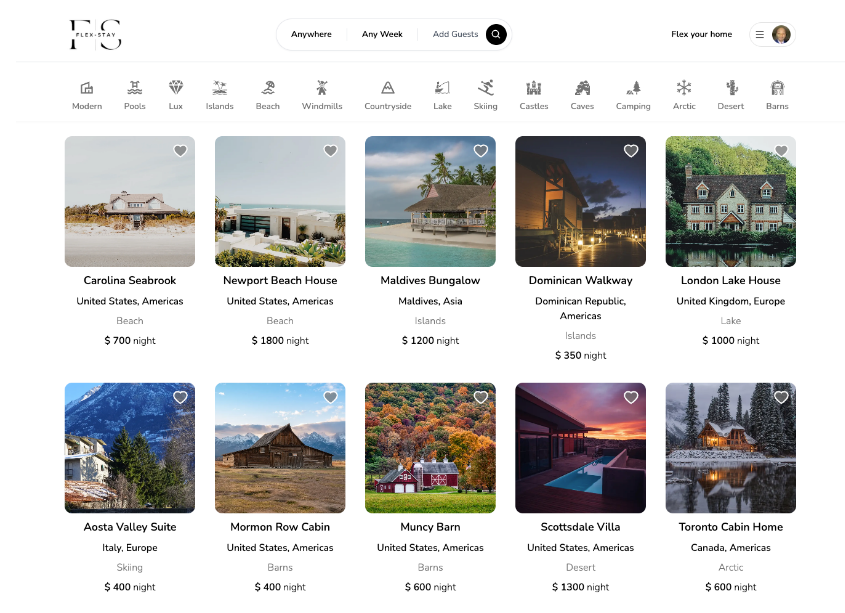 FS
FLEX-STAY
Anywhere
Any Week
Add Guests
Flex your home
Modern
Pools
Lux
Islands
Beach
Windmills
Countryside
Lake
Skiing
Castles
Caves
Camping
Arctic
Desert
Barns
Carolina Seabrook
United States, Americas
Beach
$ 700 night
Newport Beach House
United States, Americas
Beach
$ 1800 night
Maldives Bungalow
Maldives, Asia
Islands
$ 1200 night
Dominican Walkway
Dominican Republic,
Americas
Islands
$ 350 night
London Lake House
United Kingdom, Europe
Lake
$ 1000 night
Aosta Valley Suite
Italy, Europe
Skiing
$ 400 night
Mormon Row Cabin
United States, Americas
Barns
$ 400 night
Muncy Barn
United States, Americas
Barns
$ 600 night
Scottsdale Villa
United States, Americas
Desert
$ 1300 night
Toronto Cabin Home
Canada, Americas
Arctic
$ 600 night